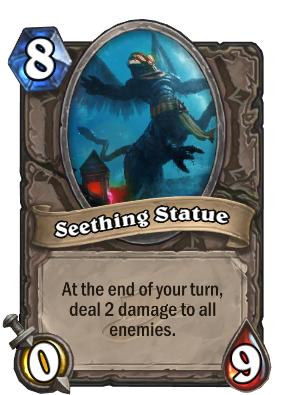 8
Seething Statue
At the end of your turn,
deal 2 damage to all
enemies.
0
9